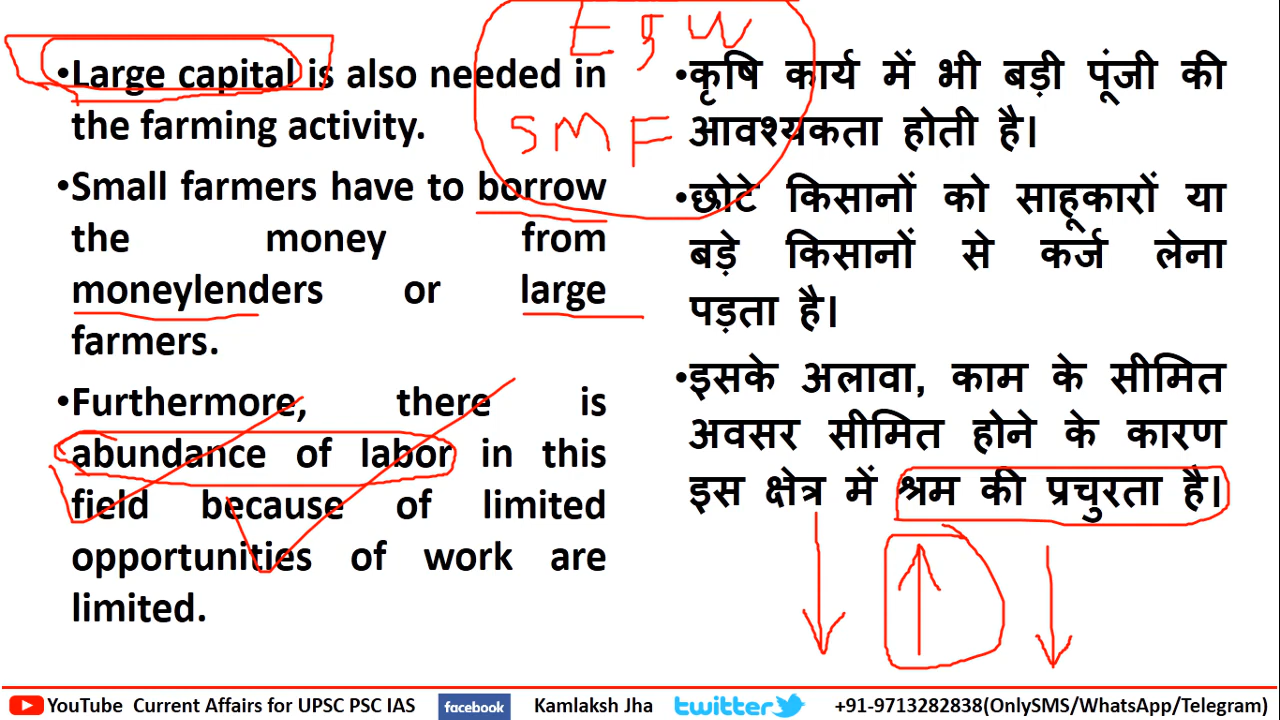 •Large capital is also needed in
the farming activity.
•Small farmers have to borrow
the money from
moneylenders or large
farmers.
•Furthermore, there is
abundance of labor in this
field because of limited
opportunities of work are
limited.
SMF
•कृषि कार्य में भी बड़ी पूंजी की
आवश्यकता होती है।
•छोटे किसानों को साहूकारों या
बड़े किसानों से कर्ज लेना
पड़ता है।
•इसके अलावा, काम के सीमित
अवसर सीमित होने के कारण
इस क्षेत्र में श्रम की प्रचुरता है।
YouTube Current Affairs for UPSC PSC IAS facebook Kamlaksh Jha twitter +91-9713282838(OnlySMS/WhatsApp/Telegram)